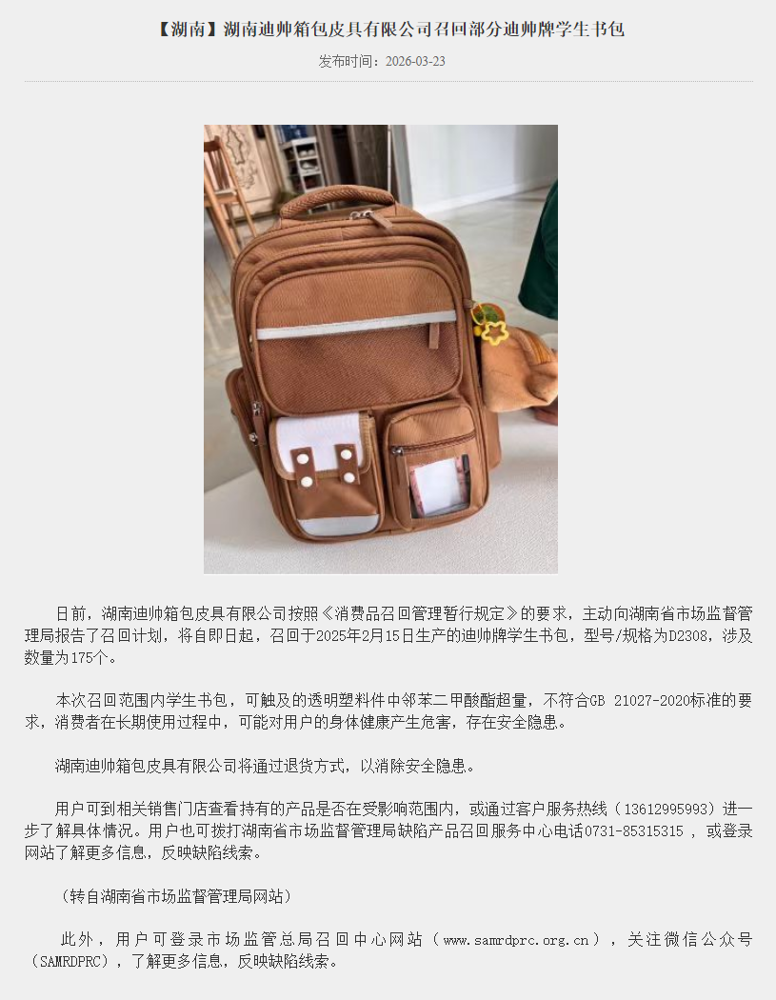 【湖南】湖南迪帅箱包皮具有限公司召回部分迪帅牌学生书包
发布时间：2026-03-23
日前，湖南迪帅箱包皮具有限公司按照《消费品召回管理暂行规定》的要求，主动向湖南省市场监督管
理局报告了召回计划，将自即日起，召回于2025年2月15日生产的迪帅牌学生书包，型号/规格为D2308，涉及
数量为175个。
本次召回范围内学生书包，可触及的透明塑料件中邻苯二甲酸酯超量，不符合GB 21027-2020标准的要
求，消费者在长期使用过程中，可能对用户的身体健康产生危害，存在安全隐患。
湖南迪帅箱包皮具有限公司将通过退货方式，以消除安全隐患。
用户可到相关销售门店查看持有的产品是否在受影响范围内，或通过客户服务热线（13612995993）进一
步了解具体情况。用户也可拨打湖南省市场监督管理局缺陷产品召回服务中心电话0731-85315315 ，或登录
网站了解更多信息，反映缺陷线索。
（转自湖南省市场监督管理局网站）
此外，用户可登录市场监管总局召回中心网站（www.samrdprc.org.cn），关注微信公众号
（SAMRDPRC），了解更多信息，反映缺陷线索。